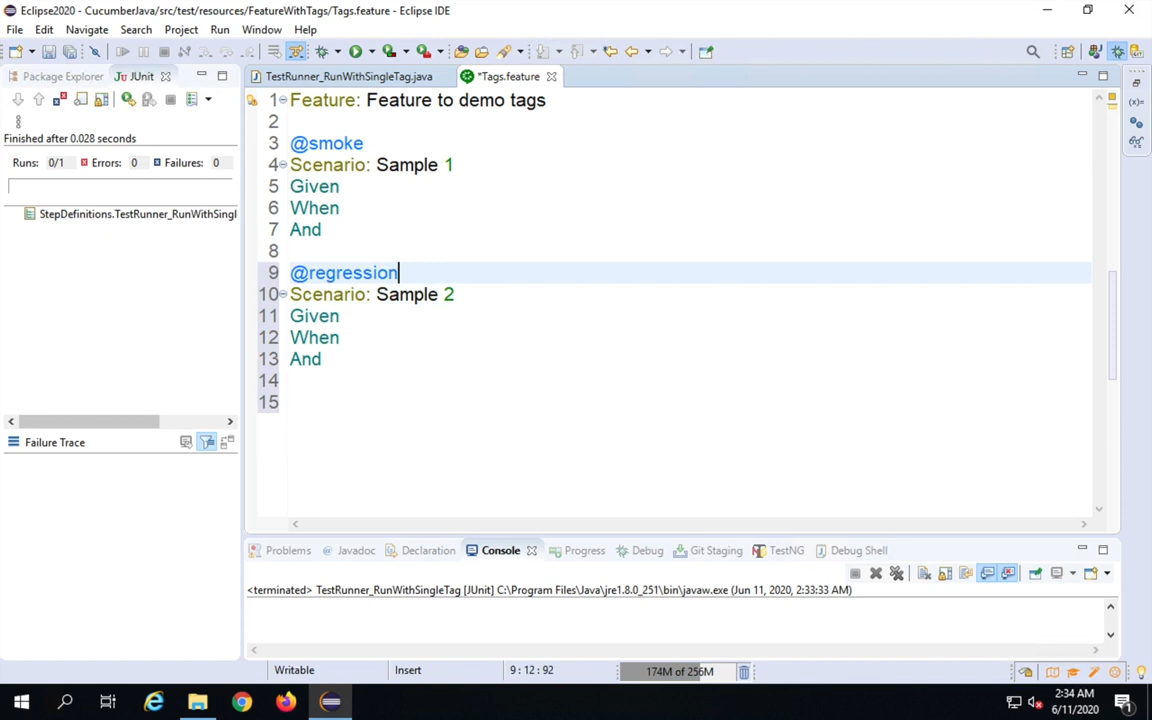 CucumberJava/src/test/resources/FeatureWithTags/Tags.feature - Eclipse IDE
File Edit Navigate Search Project Run Window Help
Package Explorer JUnit
TestRunner_RunWithSingleTag.java *Tags.feature
Finished after 0.028 seconds
Runs: 0/1 Errors: 0 Failures: 0
StepDefinitions.TestRunner_RunWithSingl
Failure Trace
1 Feature: Feature to demo tags
2
3 @smoke
4 Scenario: Sample 1
5 Given
6 When
7 And
8
9 @regression
10 Scenario: Sample 2
11 Given
12 When
13 And
14
15
Problems Javadoc Declaration Console Progress Debug Git Staging TestNG Debug Shell
<terminated> TestRunner_RunWithSingleTag [JUnit] C:\Program Files\Java\jre1.8.0_251\bin\javaw.exe (Jun 11, 2020, 2:33:33 AM)
Writable Insert 9 : 12 : 92 174M of 256M
2:34 AM
6/11/2020